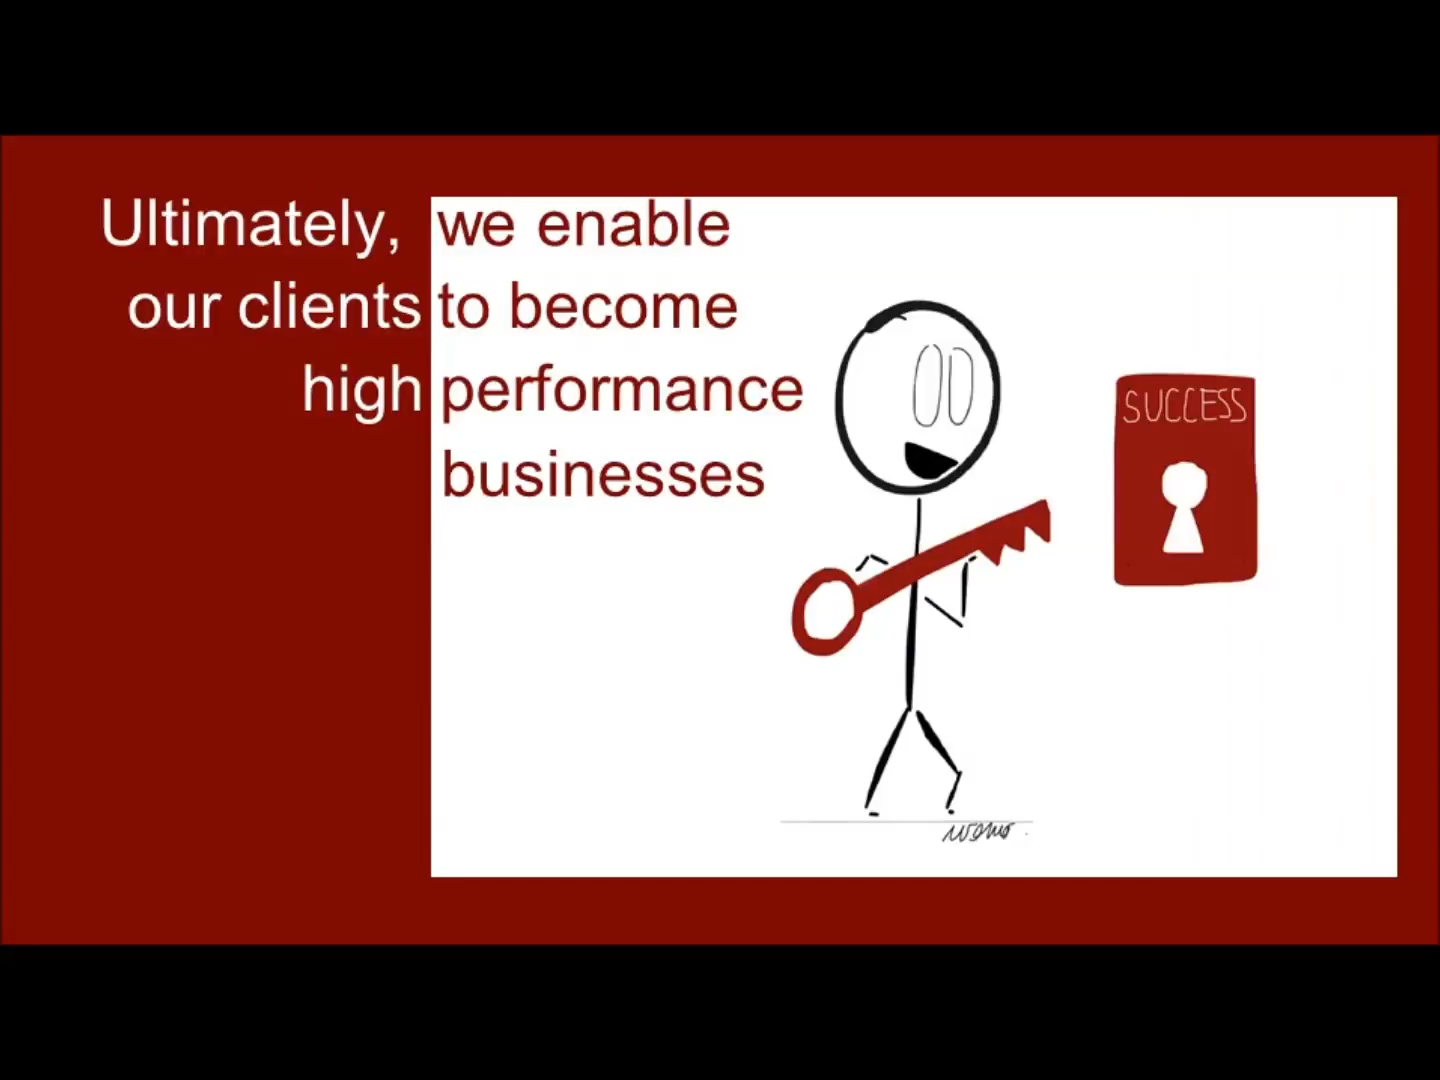 Ultimately, we enable
our clients to become
high performance
businesses
SUCCESS